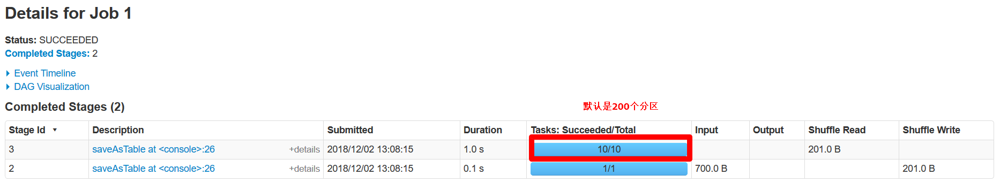 Details for Job 1
Status: SUCCEEDED
Completed Stages: 2
Event Timeline
DAG Visualization
默认是200个分区
Completed Stages (2)
Stage Id ▾ Description Submitted Duration Tasks: Succeeded/Total Input Output Shuffle Read Shuffle Write
3 saveAsTable at <console>:26 +details 2018/12/02 13:08:15 1.0 s 10/10 201.0 B
2 saveAsTable at <console>:26 +details 2018/12/02 13:08:15 0.1 s 1/1 700.0 B 201.0 B